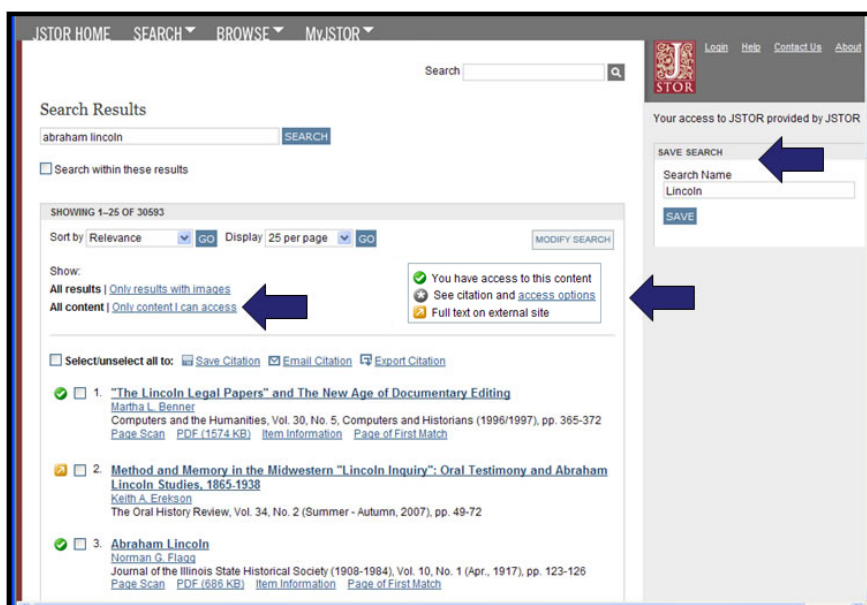 JSTOR HOME SEARCH BROWSE MyJSTOR
Login Help Contact Us About
JSTOR
Search
Your access to JSTOR provided by JSTOR
Search Results
abraham lincoln SEARCH
Search within these results
SAVE SEARCH
Search Name
Lincoln
SAVE
SHOWING 1–25 OF 30593
Sort by Relevance GO Display 25 per page GO MODIFY SEARCH
Show:
All results | Only results with images
All content | Only content I can access
You have access to this content
See citation and access options
Full text on external site
Select/unselect all to: Save Citation Email Citation Export Citation
1. "The Lincoln Legal Papers" and The New Age of Documentary Editing
Martha L. Benner
Computers and the Humanities, Vol. 30, No. 5, Computers and Historians (1996/1997), pp. 365-372
Page Scan PDF (1574 KB) Item Information Page of First Match
2. Method and Memory in the Midwestern "Lincoln Inquiry": Oral Testimony and Abraham
Lincoln Studies, 1865-1938
Keith A. Erekson
The Oral History Review, Vol. 34, No. 2 (Summer - Autumn, 2007), pp. 49-72
3. Abraham Lincoln
Norman G. Flagg
Journal of the Illinois State Historical Society (1908-1984), Vol. 10, No. 1 (Apr., 1917), pp. 123-126
Page Scan PDF (686 KB) Item Information Page of First Match